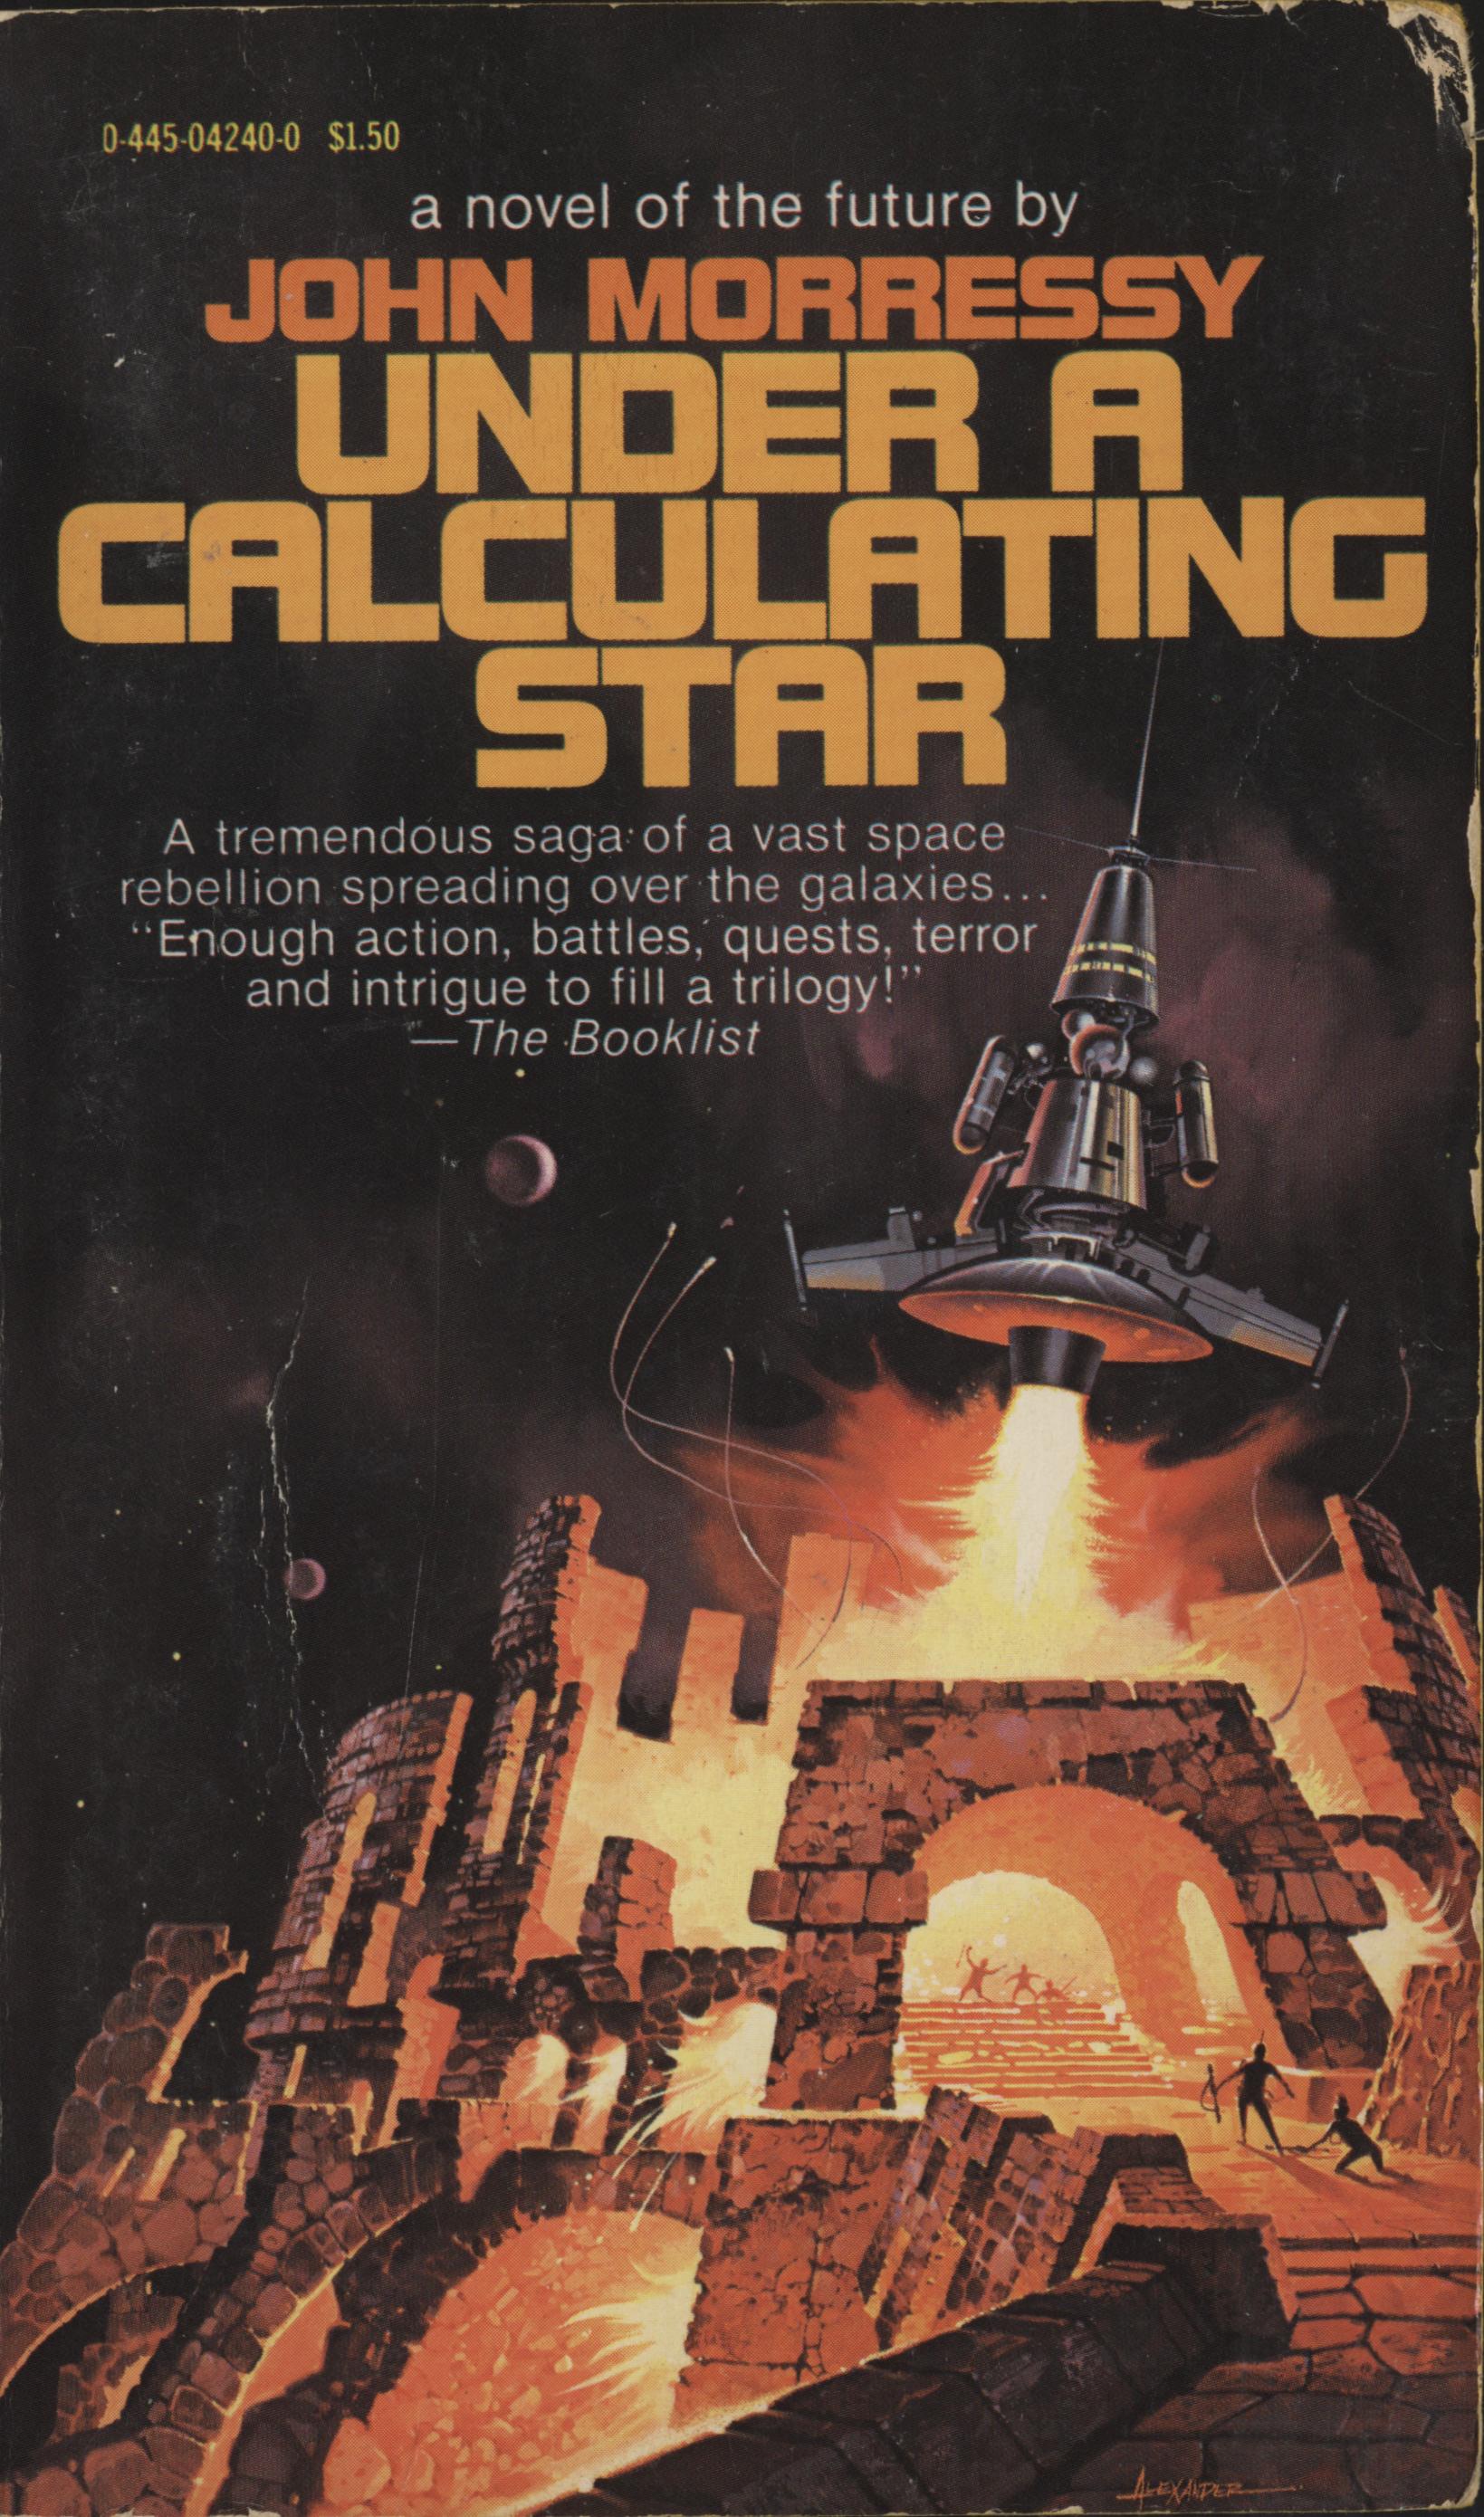 0-445-04240-0 $1.50
a novel of the future by
JOHN MORRESSY
UNDER A
CALCULATING
STAR
A tremendous saga of a vast space
rebellion spreading over the galaxies...
“Enough action, battles, quests, terror
and intrigue to fill a trilogy!”
—The Booklist
ALEXANDER